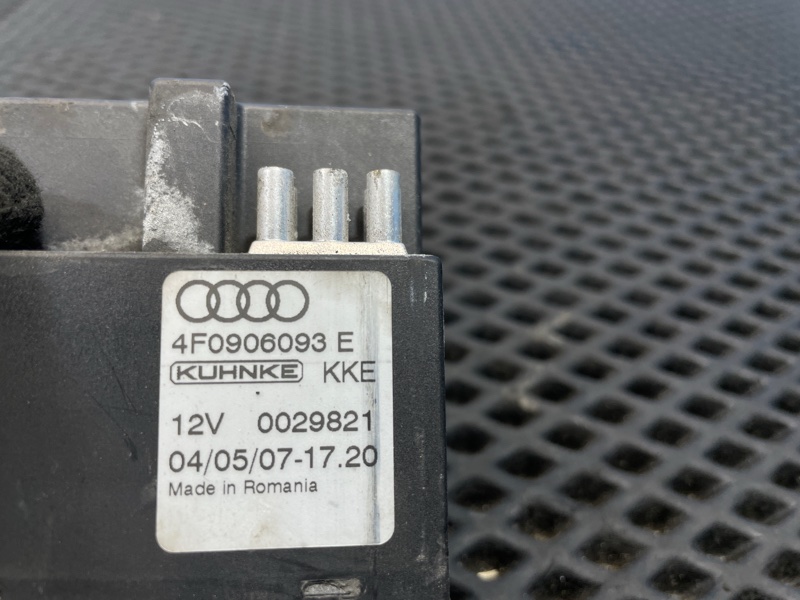 4F0906093 E
KUHNKE KKE
12V 0029821
04/05/07-17.20
Made in Romania